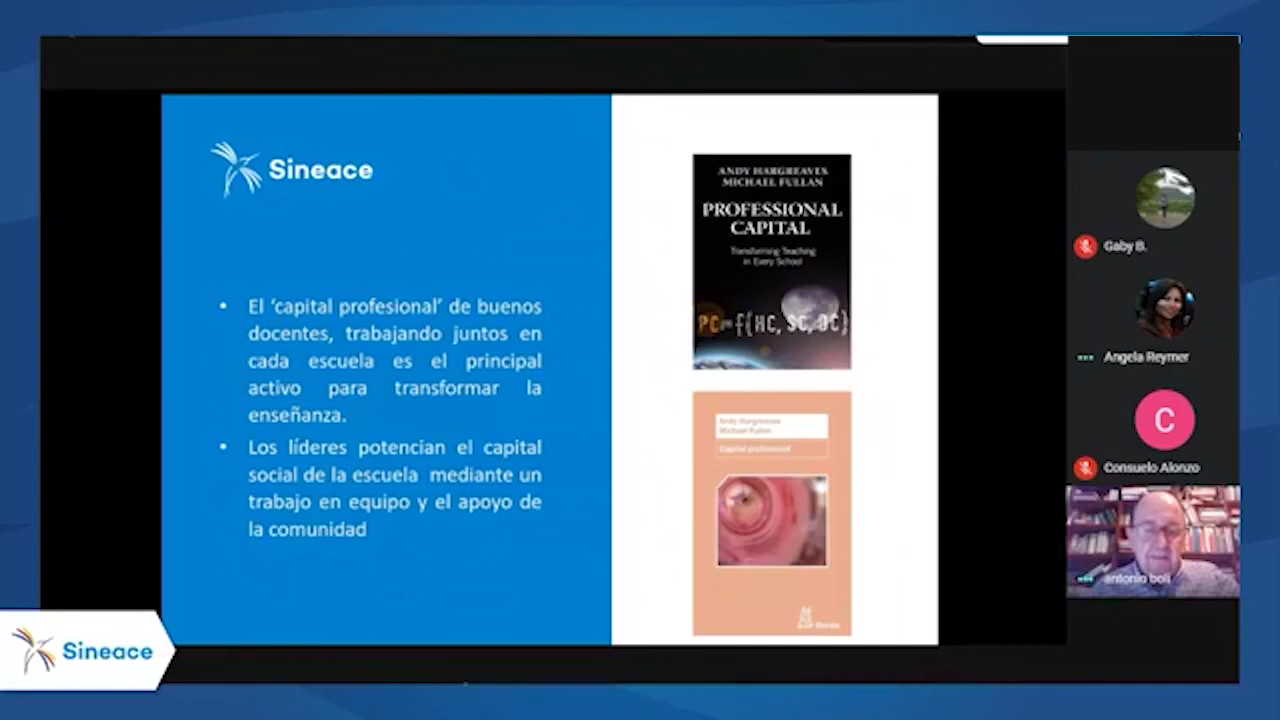 Sineace
El ‘capital profesional’ de buenos
docentes, trabajando juntos en
cada escuela es el principal
activo para transformar la
enseñanza.
Los líderes potencian el capital
social de la escuela mediante un
trabajo en equipo y el apoyo de
la comunidad
ANDY HARGREAVES
MICHAEL FULLAN
PROFESSIONAL
CAPITAL
Transforming Teaching
in Every School
PC=f{HC, SC, DC}
Andy Hargreaves
Michael Fullan
Capital profesional
Morata
Gaby B.
Angela Reymer
C
Consuelo Alonzo
antonio boli
Sineace